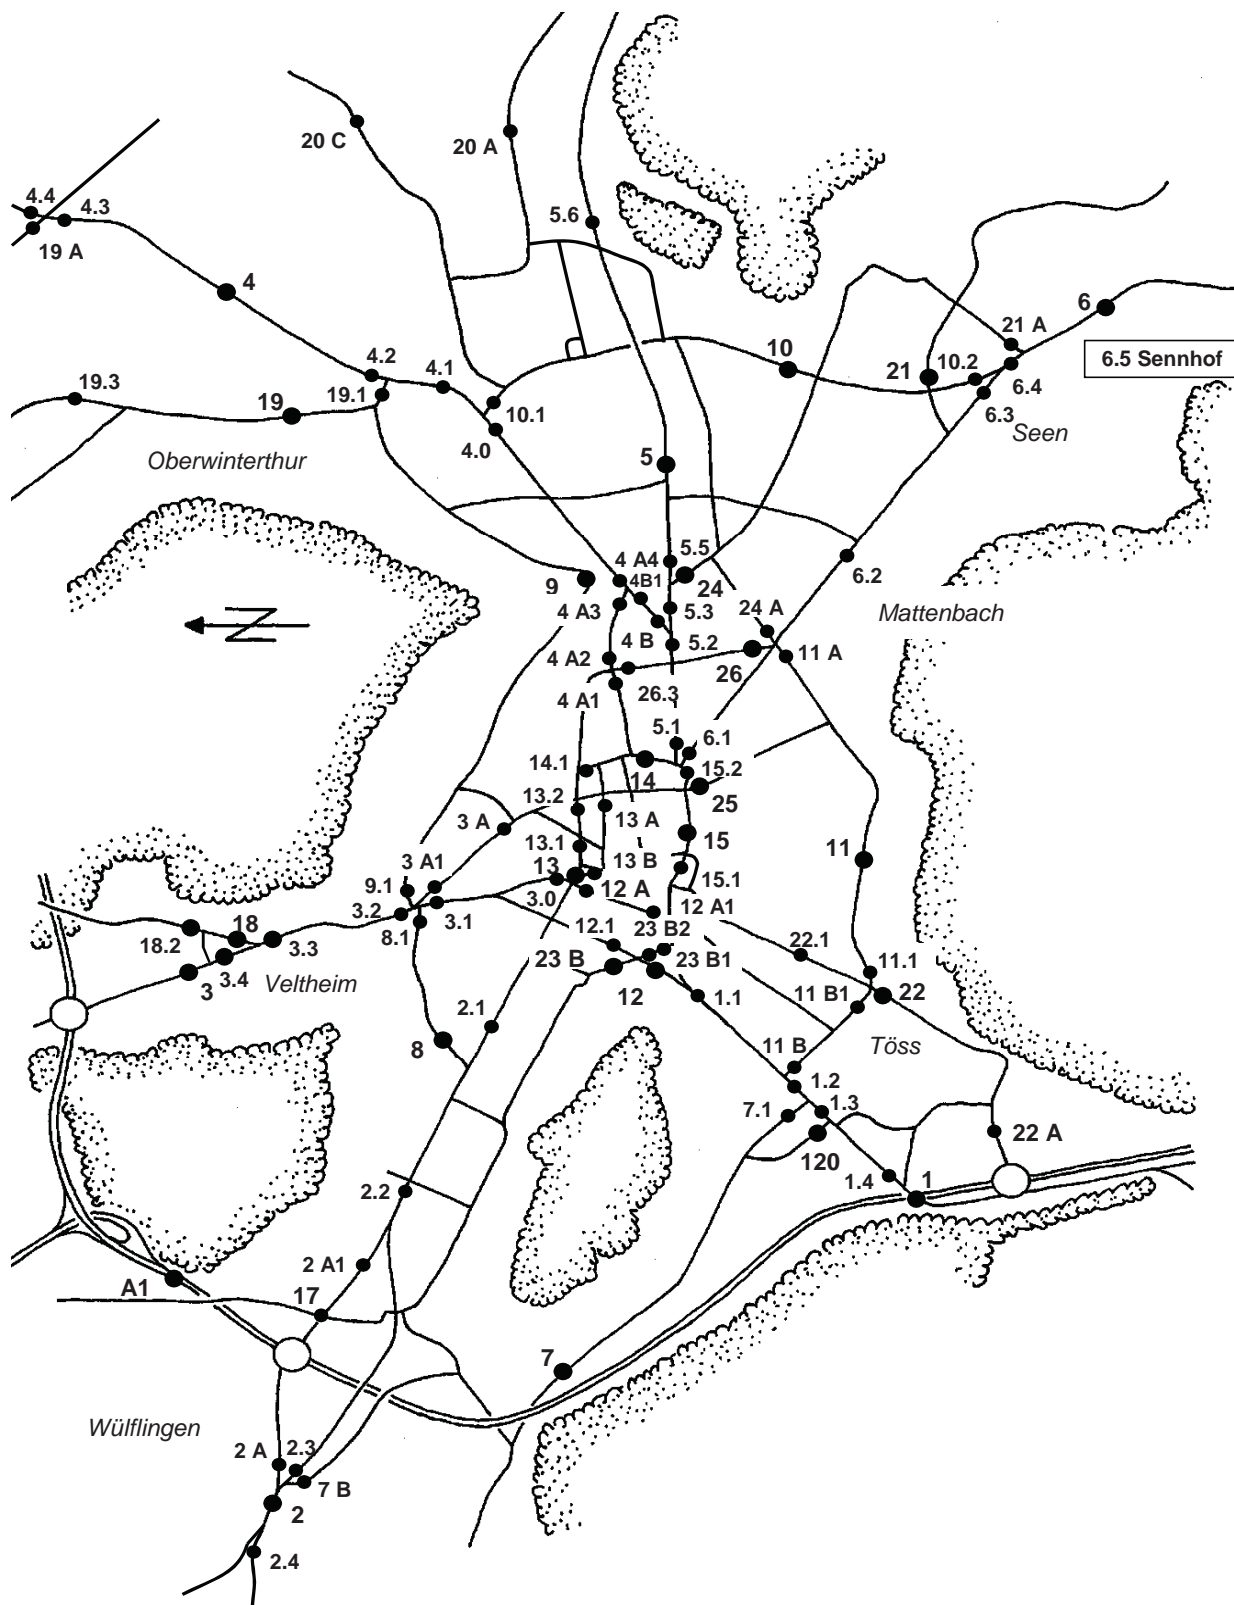 20 C
20 A
4.4
4.3
5.6
19 A
4
6
21 A
10
4.2
4.1
21
10.2
6.5 Sennhof
19.3
19
19.1
10.1
6.4
6.3
4.0
Seen
Oberwinterthur
5
4 A4
5.5
9
4B1
24
6.2
4 A3
5.3
24 A
Mattenbach
4 B
5.2
4 A2
26
11 A
4 A1
26.3
5.1
6.1
14.1
14
15.2
13.2
25
3 A
13 A
13.1
15
11
3 A1
13
13 B
9.1
3.0
12 A
15.1
3.2
3.1
12 A1
18
8.1
12.1
23 B2
22.1
18.2
3.3
3.4
23 B
23 B1
11.1
3
Veltheim
12
1.1
11 B1
22
2.1
8
11 B
Töss
1.2
7.1
1.3
22 A
120
2.2
1.4
1
2 A1
A1
17
7
Wülflingen
2 A
2.3
7 B
2
2.4